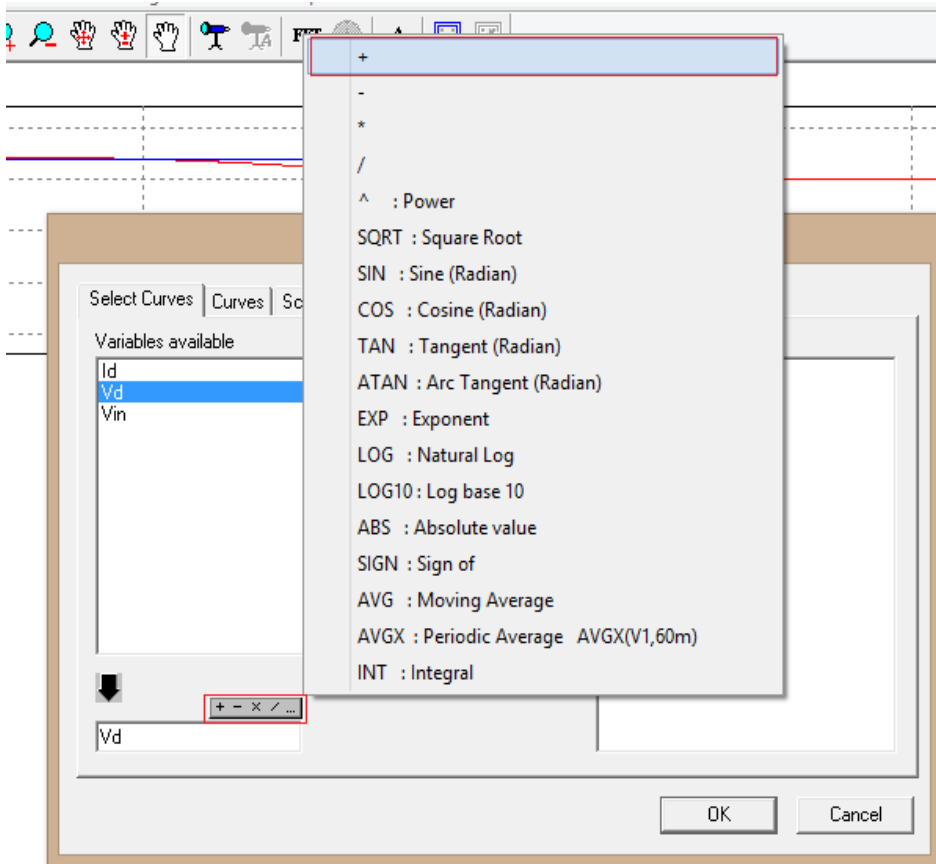 +
-
*
/
^ : Power
SQRT : Square Root
SIN : Sine (Radian)
COS : Cosine (Radian)
TAN : Tangent (Radian)
ATAN : Arc Tangent (Radian)
EXP : Exponent
LOG : Natural Log
LOG10 : Log base 10
ABS : Absolute value
SIGN : Sign of
AVG : Moving Average
AVGX : Periodic Average AVGX(V1,60m)
INT : Integral
Select Curves Curves Sc
Variables available
Id
Vd
Vin
+ - × / ...
Vd
OK Cancel